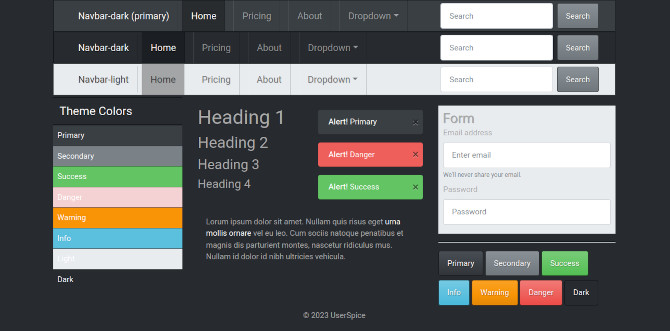 Navbar-dark (primary) Home Pricing About Dropdown Search Search
Navbar-dark Home Pricing About Dropdown Search Search
Navbar-light Home Pricing About Dropdown Search Search
Theme Colors
Primary
Secondary
Success
Danger
Warning
Info
Light
Dark
Heading 1
Heading 2
Heading 3
Heading 4
Alert! Primary ×
Alert! Danger ×
Alert! Success ×
Lorum ipsum dolor sit amet. Nullam quis risus eget urna
mollis ornare vel eu leo. Cum sociis natoque penatibus et
magnis dis parturient montes, nascetur ridiculus mus.
Nullam id dolor id nibh ultricies vehicula.
Form
Email address
Enter email
We'll never share your email.
Password
Password
Primary Secondary Success
Info Warning Danger Dark
© 2023 UserSpice